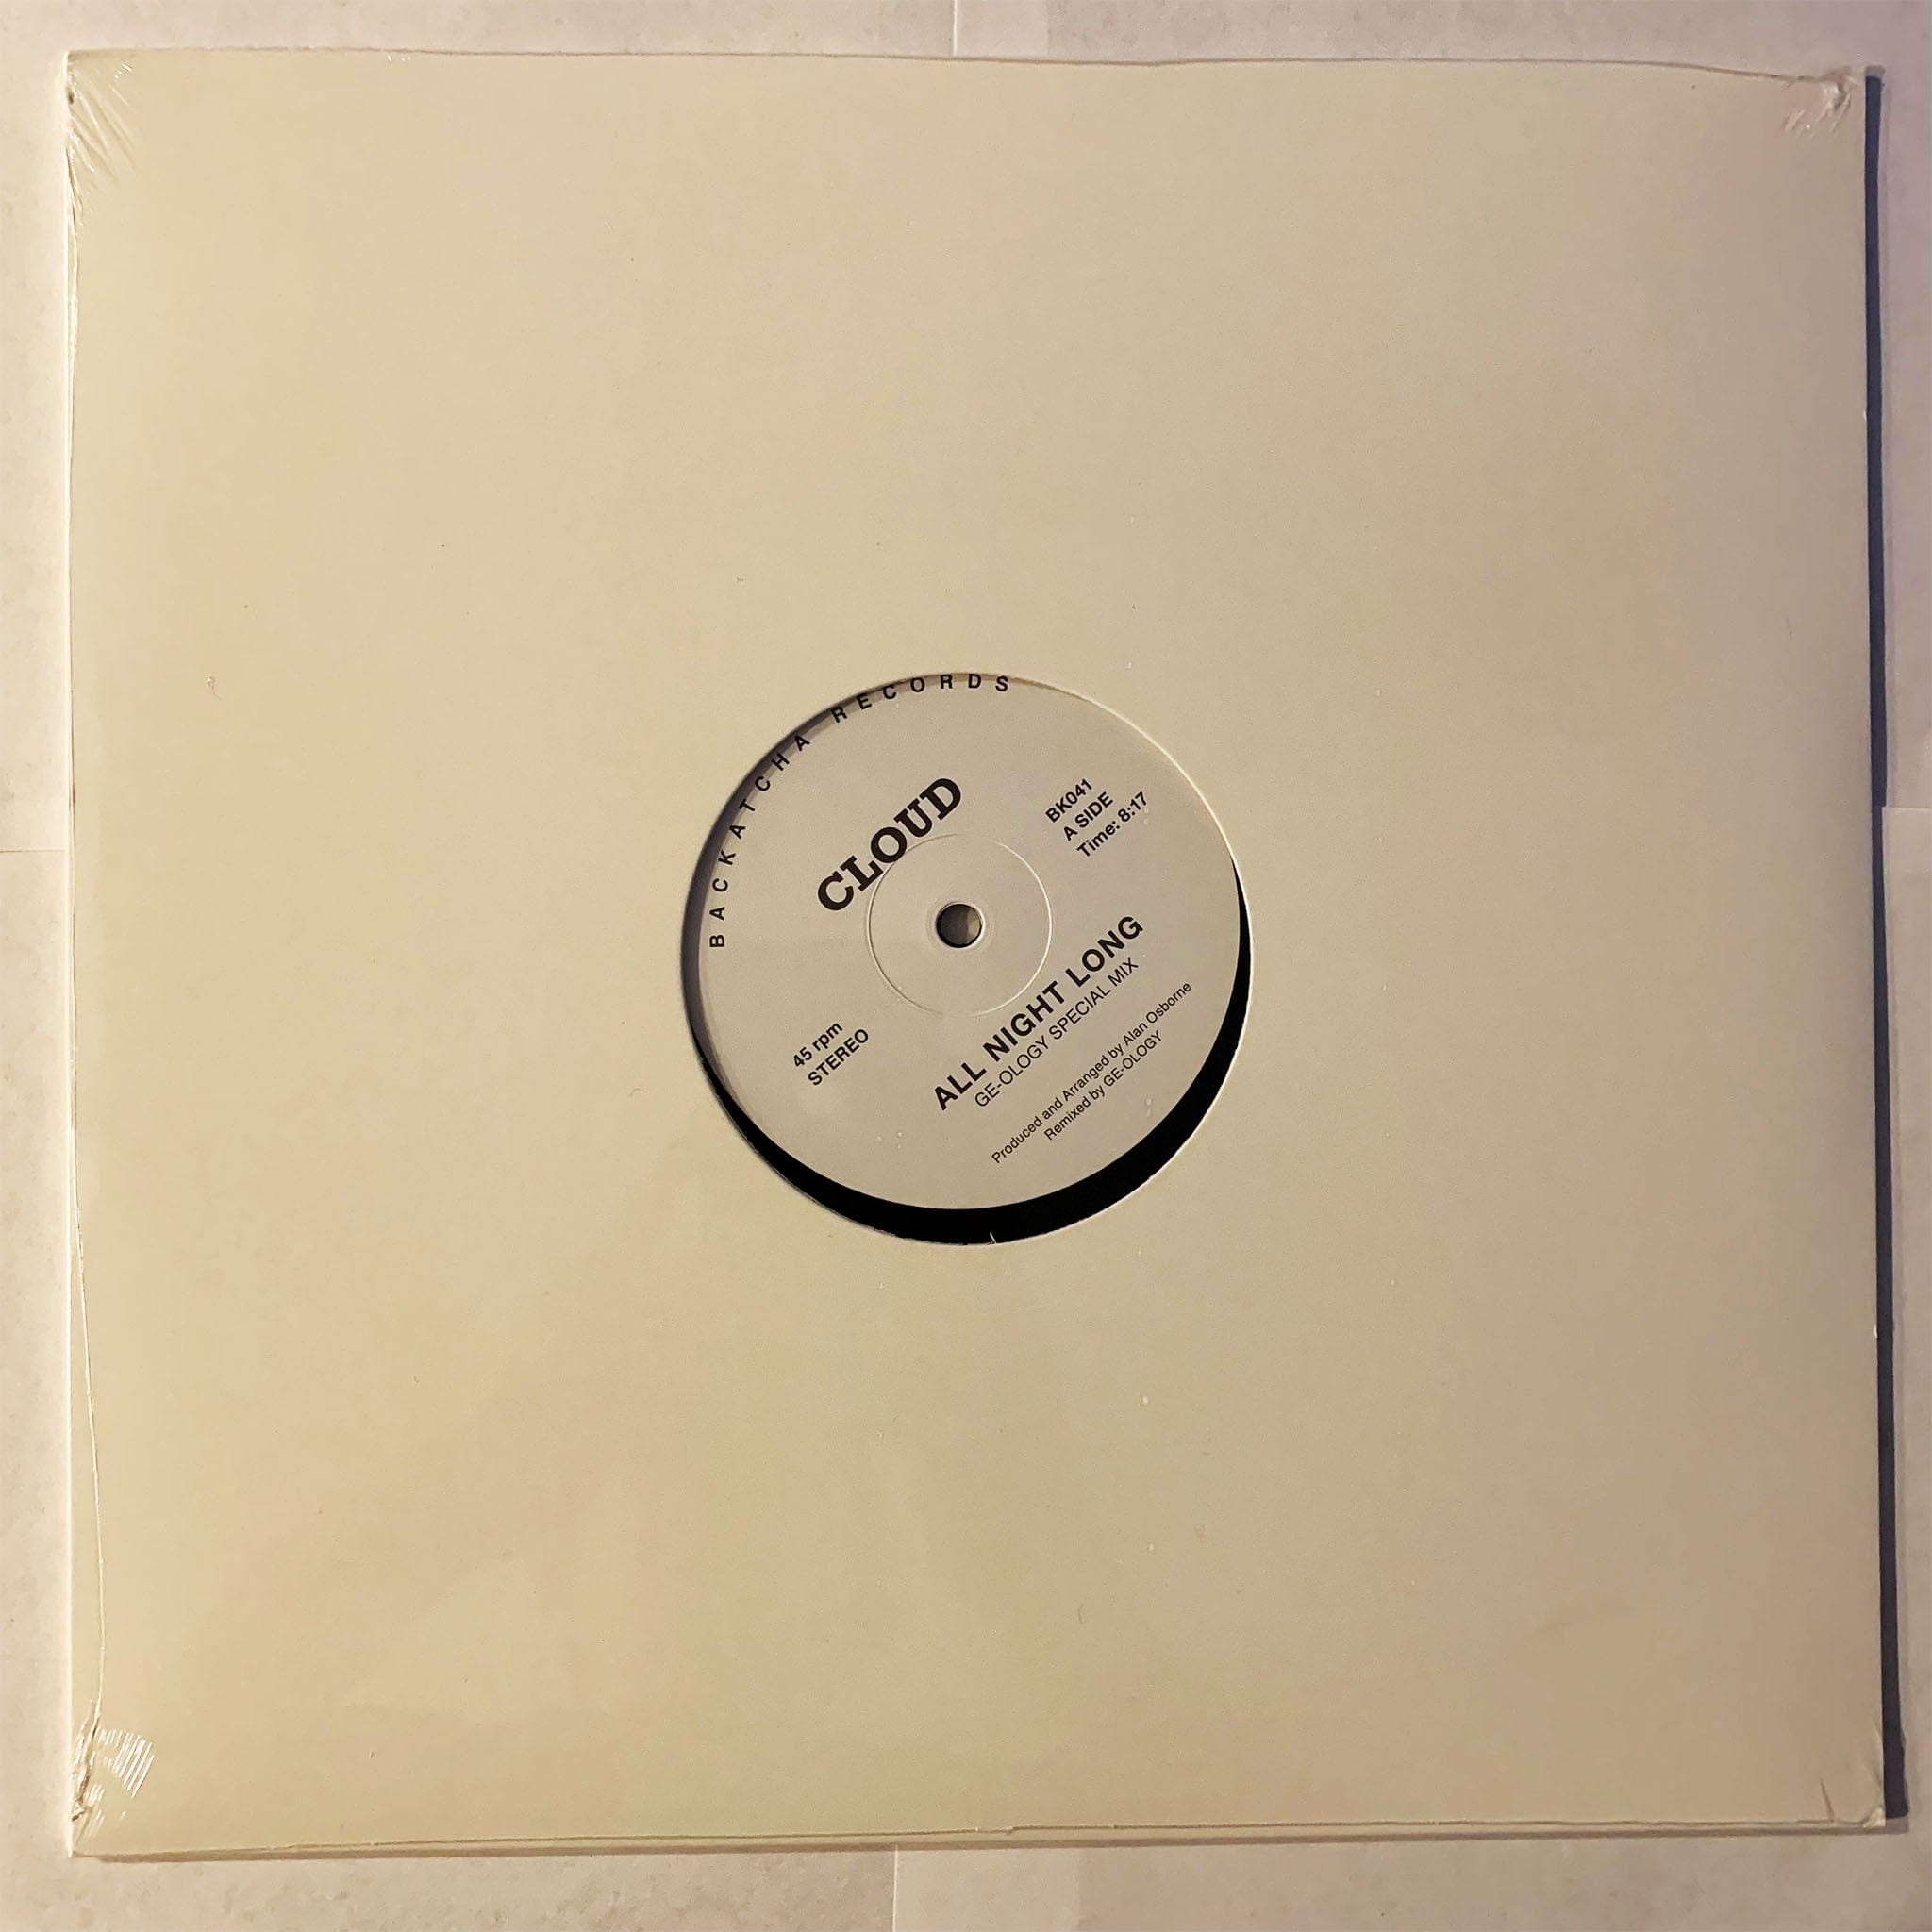 BACKATCHA RECORDS
CLOUD
BK041
A SIDE
Time: 8:17
45 rpm
STEREO
ALL NIGHT LONG
GE-OLOGY SPECIAL MIX
Produced and Arranged by Alan Osborne
Remixed by GE-OLOGY